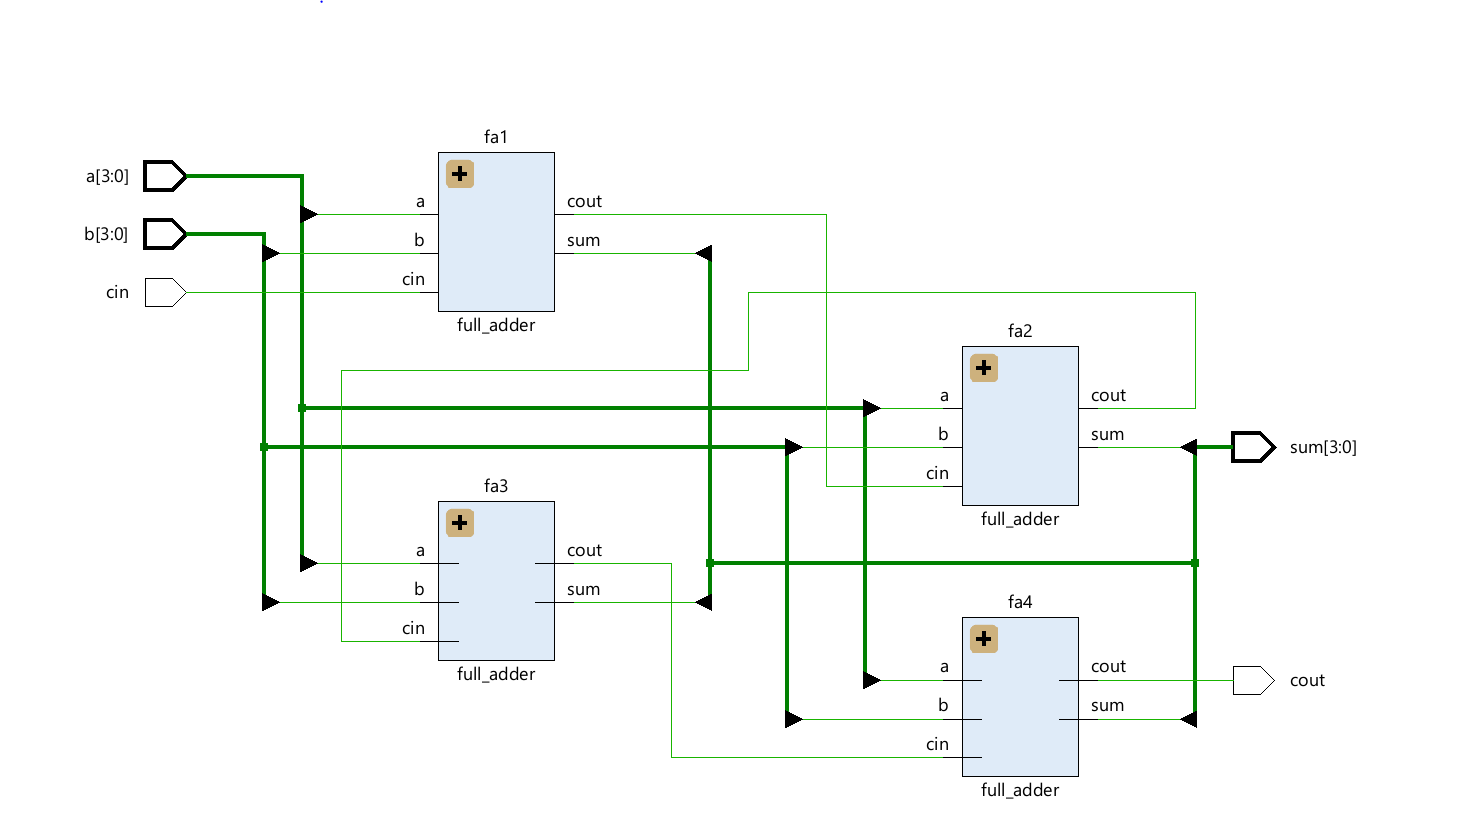 fa1
a[3:0]
a
cout
b[3:0]
b
sum
cin
cin
full_adder
fa2
a
cout
b
sum
sum[3:0]
cin
fa3
full_adder
a
cout
b
sum
fa4
cin
a
cout
cout
full_adder
b
sum
cin
full_adder